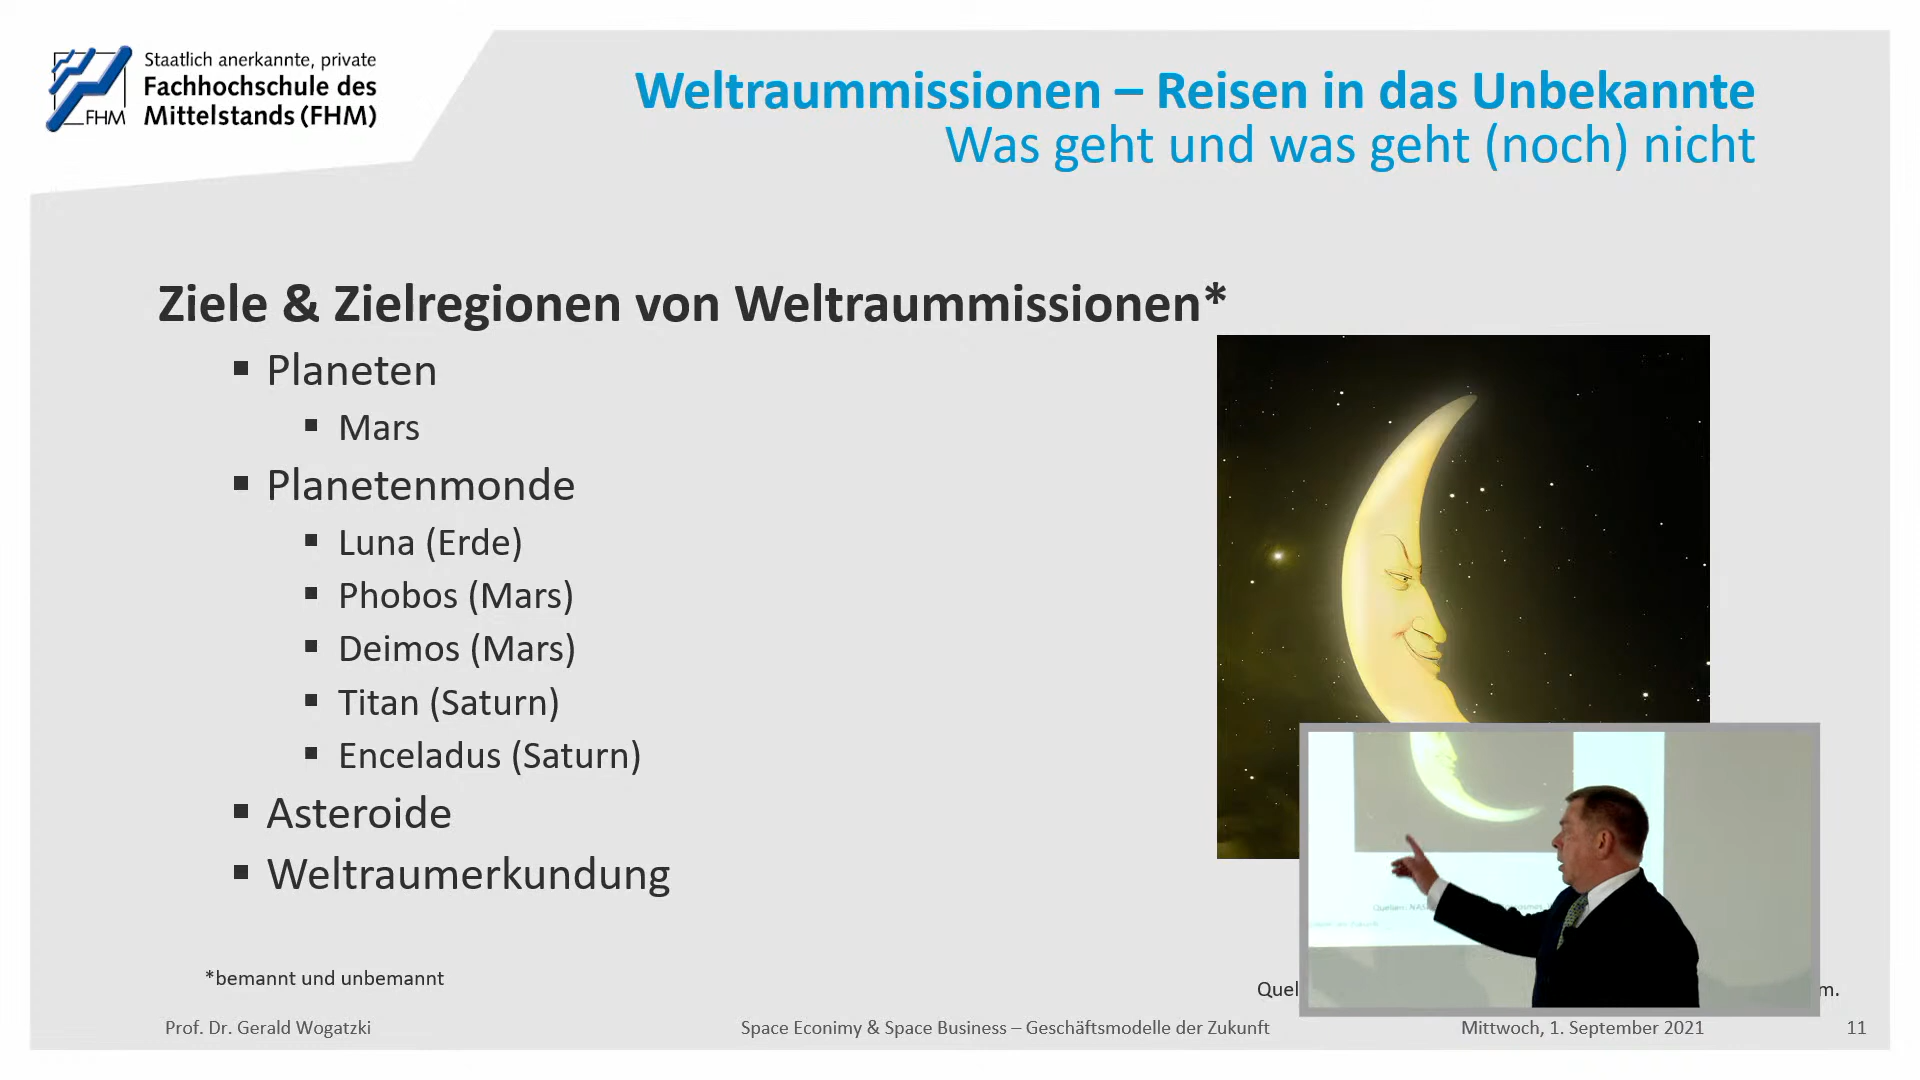 Staatlich anerkannte, private
Fachhochschule des
Mittelstands (FHM)
FHM
Weltraummissionen – Reisen in das Unbekannte
Was geht und was geht (noch) nicht
Ziele & Zielregionen von Weltraummissionen*
Planeten
Mars
Planetenmonde
Luna (Erde)
Phobos (Mars)
Deimos (Mars)
Titan (Saturn)
Enceladus (Saturn)
Asteroide
Weltraumerkundung
*bemannt und unbemannt
Quel
m.
Quellen: NAS
Prof. Dr. Gerald Wogatzki
Space Econimy & Space Business – Geschäftsmodelle der Zukunft
Mittwoch, 1. September 2021
11